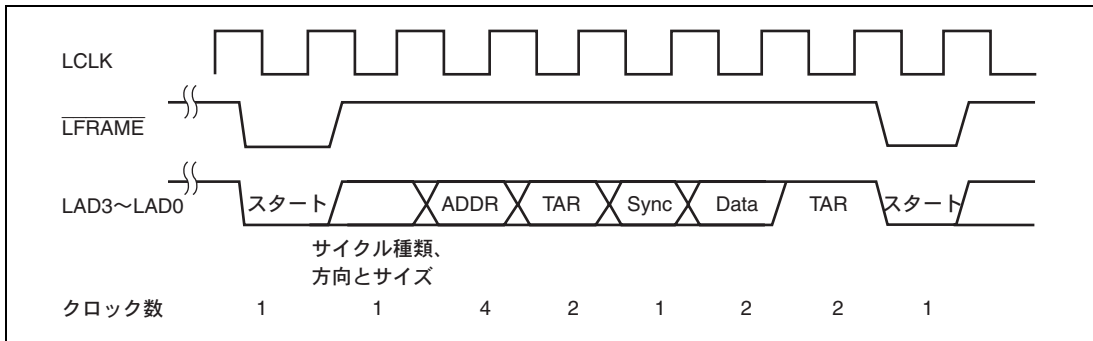 LCLK
LFRAME
LAD3～LAD0 スタート ADDR TAR Sync Data TAR スタート
サイクル種類、
方向とサイズ
クロック数 1 1 4 2 1 2 2 1